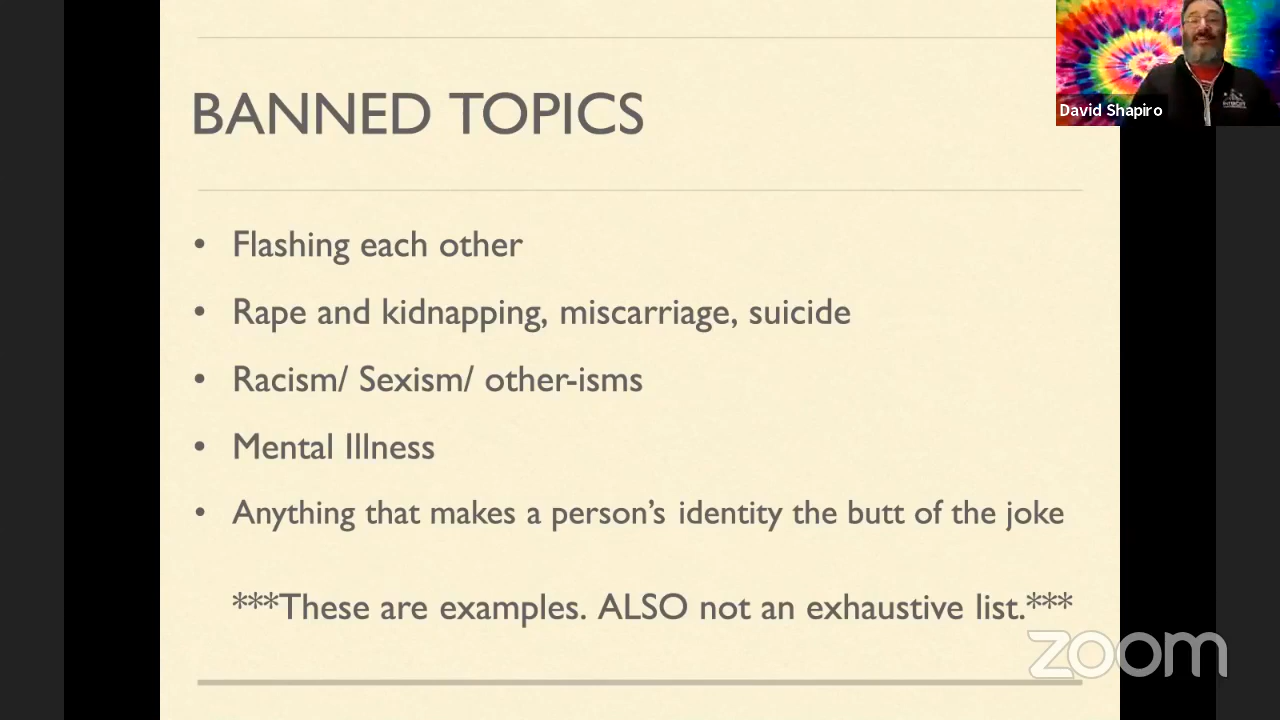 BANNED TOPICS
David Shapiro
• Flashing each other
• Rape and kidnapping, miscarriage, suicide
• Racism/ Sexism/ other-isms
• Mental Illness
• Anything that makes a person's identity the butt of the joke
***These are examples. ALSO not an exhaustive list.***
zoom